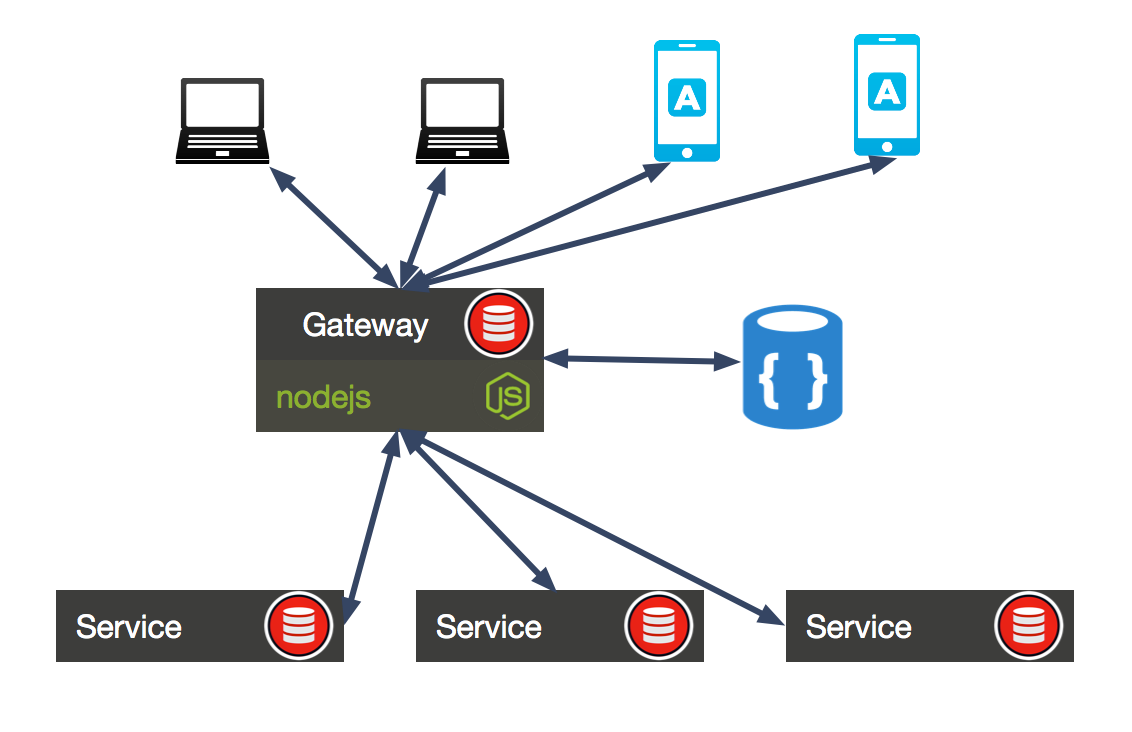 A
A
Gateway
nodejs
JS
{ }
Service
Service
Service